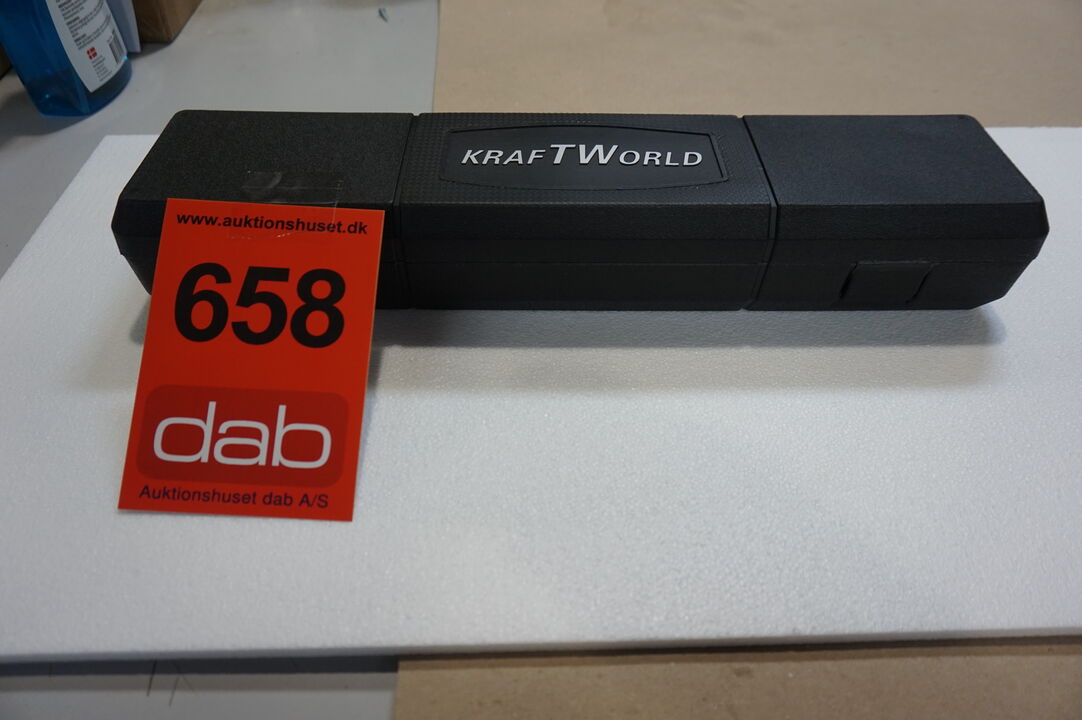 KRAFTWORLD
www.auktionshuset.dk
658
dab
Auktionshuset dab A/S